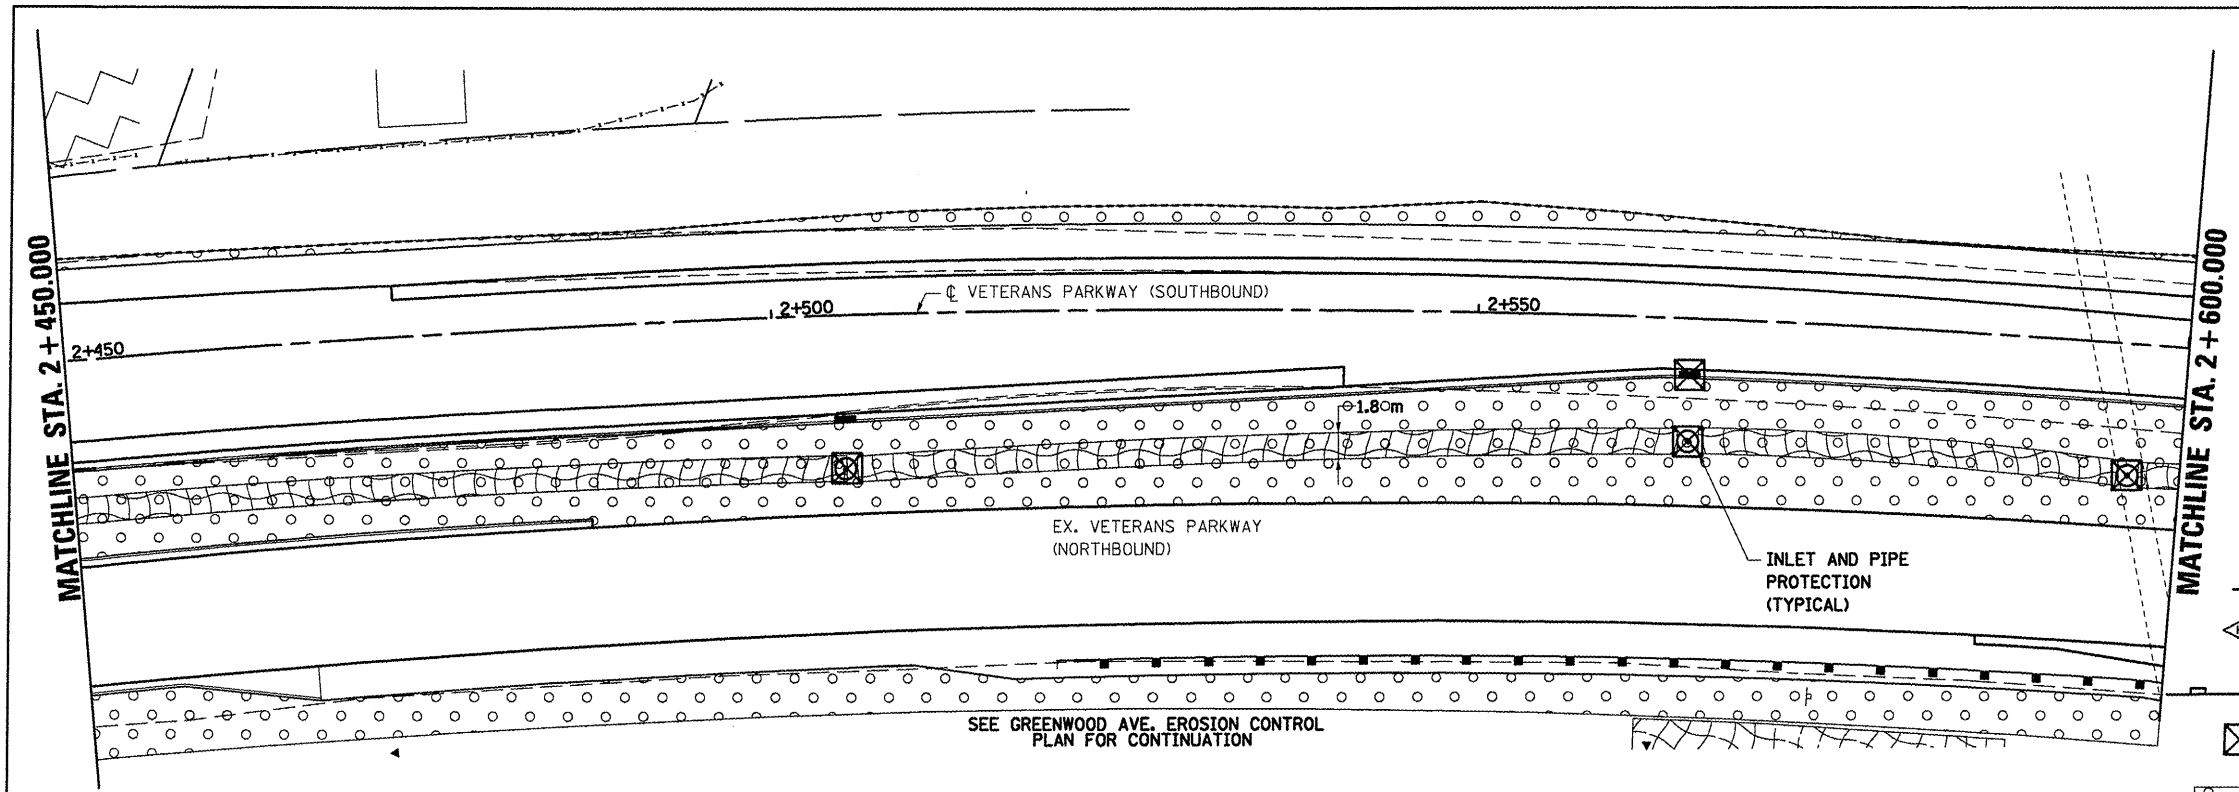 MATCHLINE STA. 2+450.000
℄ VETERANS PARKWAY (SOUTHBOUND)
2+500
2+550
2+450
1.80m
EX. VETERANS PARKWAY
(NORTHBOUND)
INLET AND PIPE
PROTECTION
(TYPICAL)
SEE GREENWOOD AVE. EROSION CONTROL
PLAN FOR CONTINUATION
MATCHLINE STA. 2+600.000